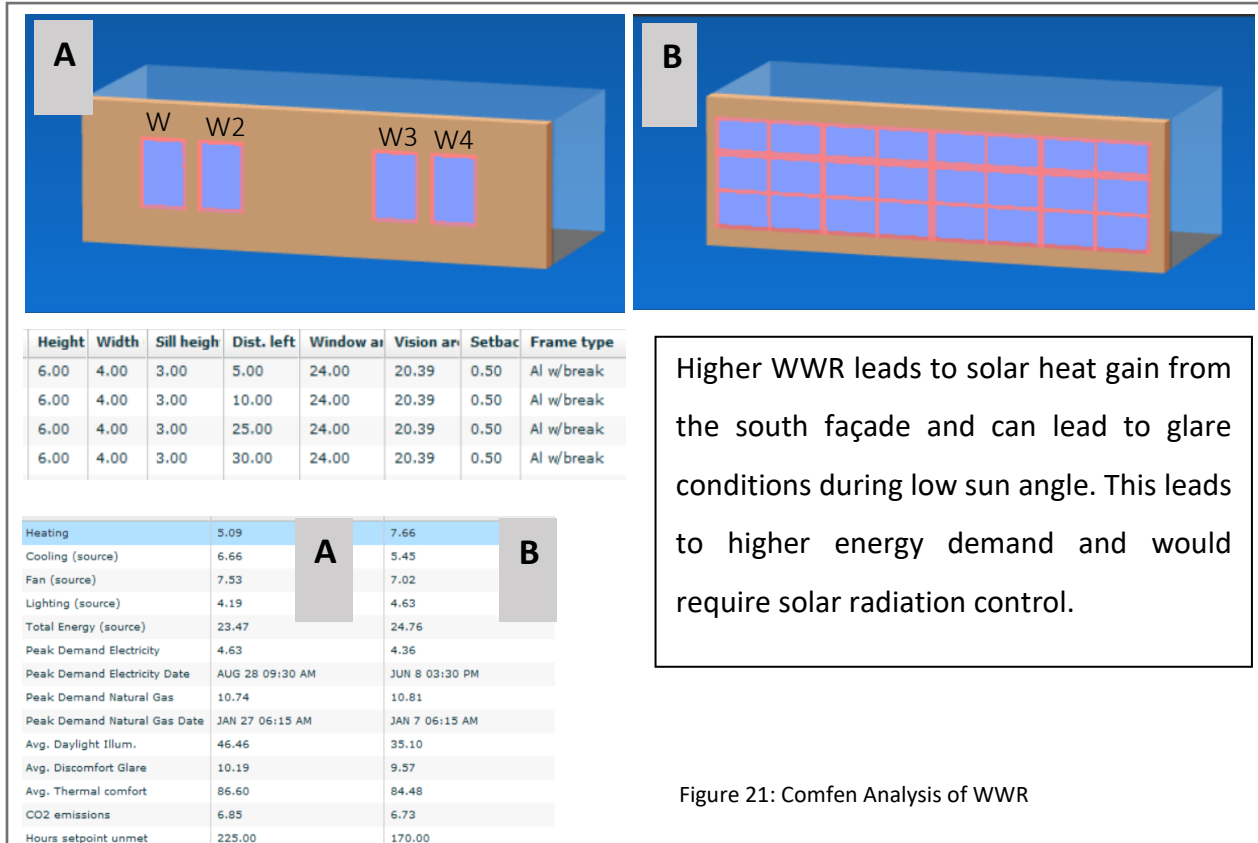 A
B
W W2
W3 W4
Height Width Sill heigh Dist. left Window ar Vision are Setbac Frame type
6.00 4.00 3.00 5.00 24.00 20.39 0.50 Al w/break
6.00 4.00 3.00 10.00 24.00 20.39 0.50 Al w/break
6.00 4.00 3.00 25.00 24.00 20.39 0.50 Al w/break
6.00 4.00 3.00 30.00 24.00 20.39 0.50 Al w/break
Higher WWR leads to solar heat gain from
the south façade and can lead to glare
conditions during low sun angle. This leads
to higher energy demand and would
require solar radiation control.
A B
Heating 5.09 7.66
Cooling (source) 6.66 5.45
Fan (source) 7.53 7.02
Lighting (source) 4.19 4.63
Total Energy (source) 23.47 24.76
Peak Demand Electricity 4.63 4.36
Peak Demand Electricity Date AUG 28 09:30 AM JUN 8 03:30 PM
Peak Demand Natural Gas 10.74 10.81
Peak Demand Natural Gas Date JAN 27 06:15 AM JAN 7 06:15 AM
Avg. Daylight Illum. 46.46 35.10
Avg. Discomfort Glare 10.19 9.57
Avg. Thermal comfort 86.60 84.48
CO2 emissions 6.85 6.73
Hours setpoint unmet 225.00 170.00
Figure 21: Comfen Analysis of WWR